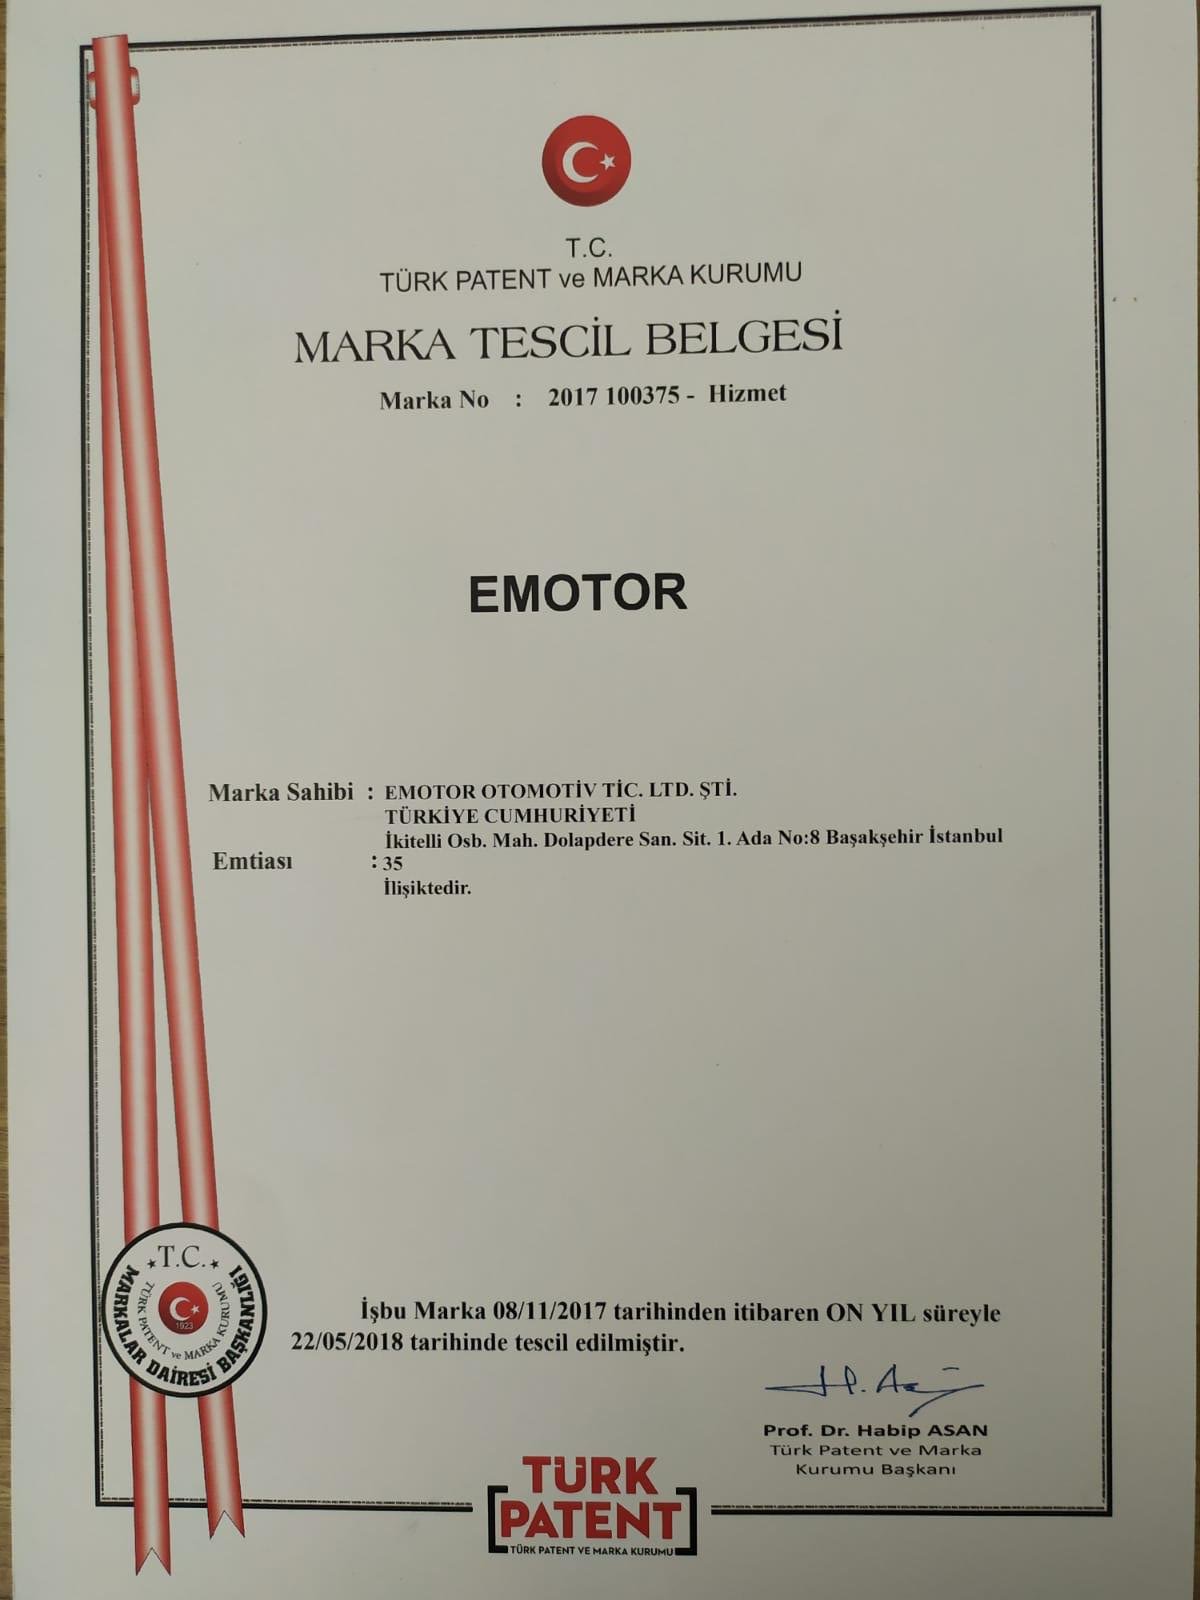 T.C.
TÜRK PATENT ve MARKA KURUMU
MARKA TESCİL BELGESİ
Marka No : 2017 100375 - Hizmet
EMOTOR
Marka Sahibi : EMOTOR OTOMOTİV TİC. LTD. ŞTİ.
TÜRKİYE CUMHURİYETİ
İkitelli Osb. Mah. Dolapdere San. Sit. 1. Ada No:8 Başakşehir İstanbul
Emtiası : 35
İlişiktedir.
T.C.
MARKALAR DAİRESİ BAŞKANLIĞI
TÜRK PATENT ve MARKA KURUMU
1923
İşbu Marka 08/11/2017 tarihinden itibaren ON YIL süreyle
22/05/2018 tarihinde tescil edilmiştir.
H. Asan
Prof. Dr. Habip ASAN
Türk Patent ve Marka
Kurumu Başkanı
TÜRK
PATENT
TÜRK PATENT VE MARKA KURUMU